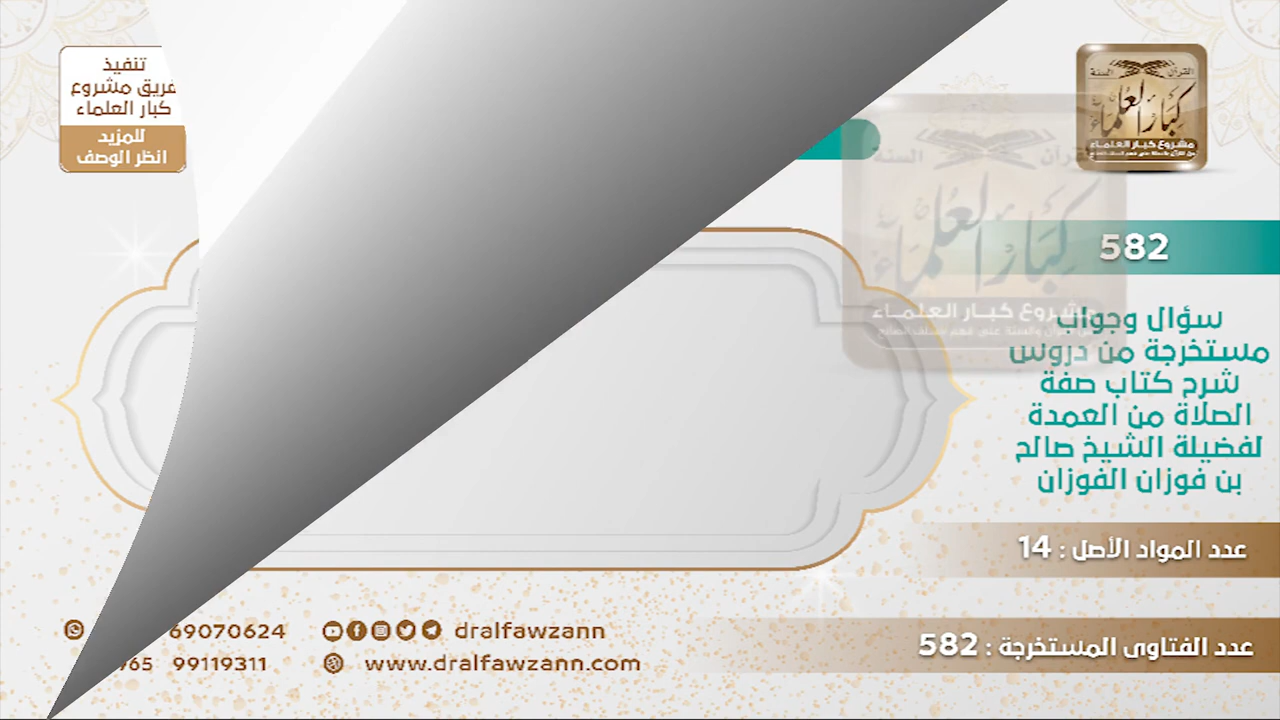 تنفيذ
فريق مشروع
كبار العلماء
للمزيد
انظر الوصف
القرآن السنة
كبار العلماء
مشروع كبار العلماء
582
سؤال وجواب
مستخرجة من دروس
شرح كتاب صفة
الصلاة من العمدة
لفضيلة الشيخ صالح
بن فوزان الفوزان
عدد المواد الأصل : 14
عدد الفتاوى المستخرجة : 582
69070624
dralfawzann
965 99119311
www.dralfawzann.com